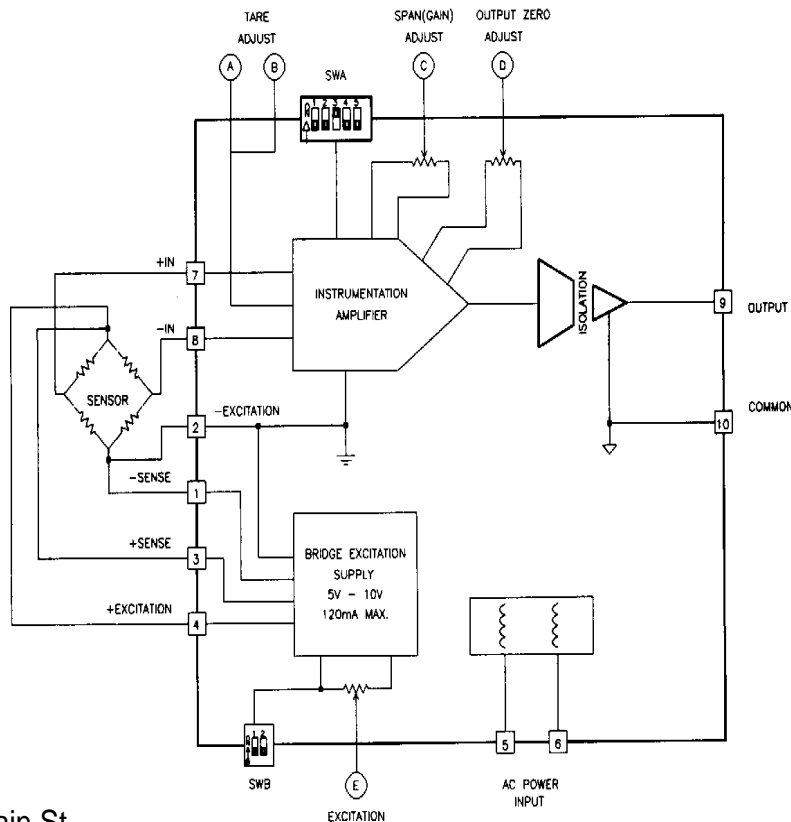 TARE
ADJUST
SPAN(GAIN)
ADJUST
OUTPUT ZERO
ADJUST
A
B
C
D
SWA
1 2 3 4 5
+IN
7
INSTRUMENTATION
AMPLIFIER
ISOLATION
9
OUTPUT
-IN
8
SENSOR
-EXCITATION
2
COMMON
10
-SENSE
1
+SENSE
3
BRIDGE EXCITATION
SUPPLY
5V - 10V
120mA MAX.
+EXCITATION
4
1 2
SWB
E
EXCITATION
5
6
AC POWER
INPUT
ain St